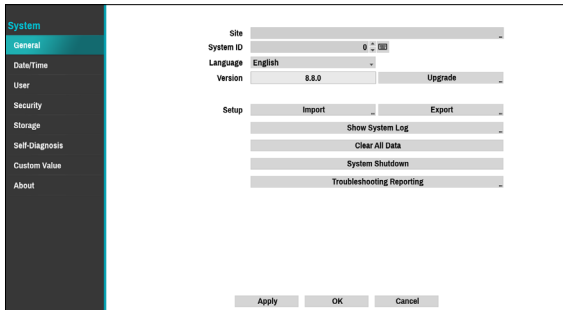 System
General
Date/Time
User
Security
Storage
Self-Diagnosis
Custom Value
About
Site
System ID 0
Language English
Version 8.8.0 Upgrade
Setup Import Export
Show System Log
Clear All Data
System Shutdown
Troubleshooting Reporting
Apply OK Cancel